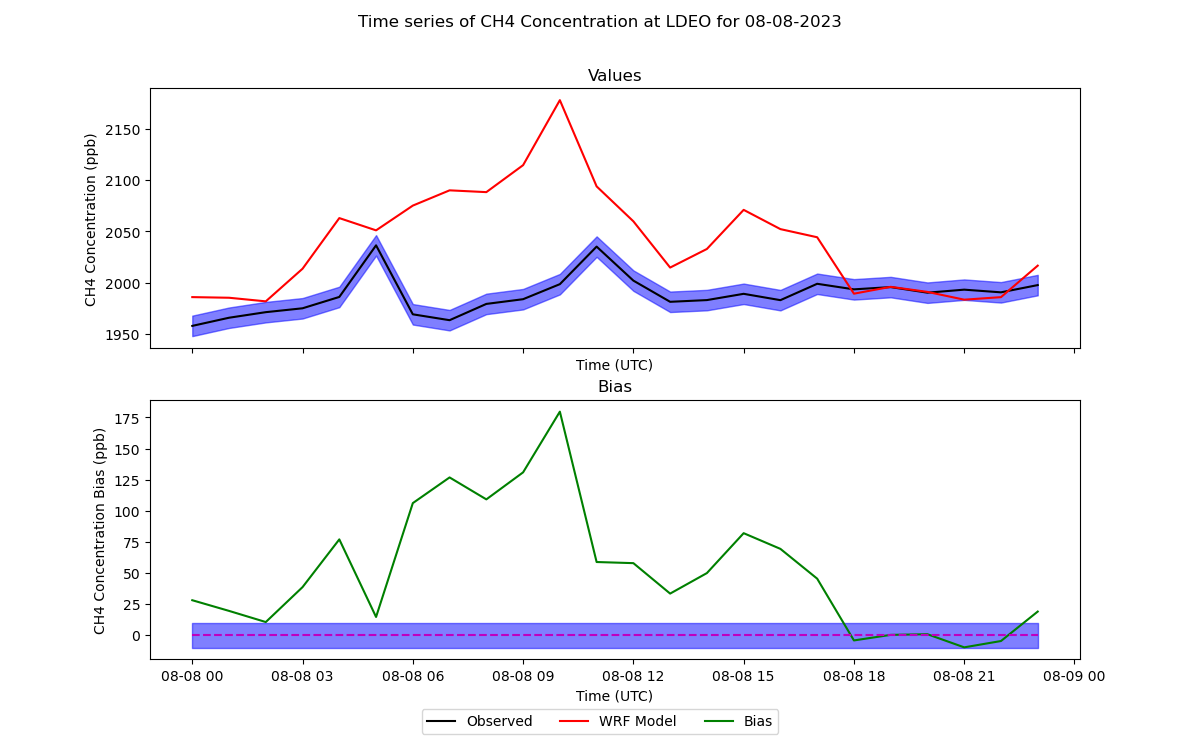 Time series of CH4 Concentration at LDEO for 08-08-2023
Values
CH4 Concentration (ppb)
2150
2100
2050
2000
1950
Time (UTC)
Bias
CH4 Concentration Bias (ppb)
175
150
125
100
75
50
25
0
08-08 00 08-08 03 08-08 06 08-08 09 08-08 12 08-08 15 08-08 18 08-08 21 08-09 00
Time (UTC)
Observed WRF Model Bias